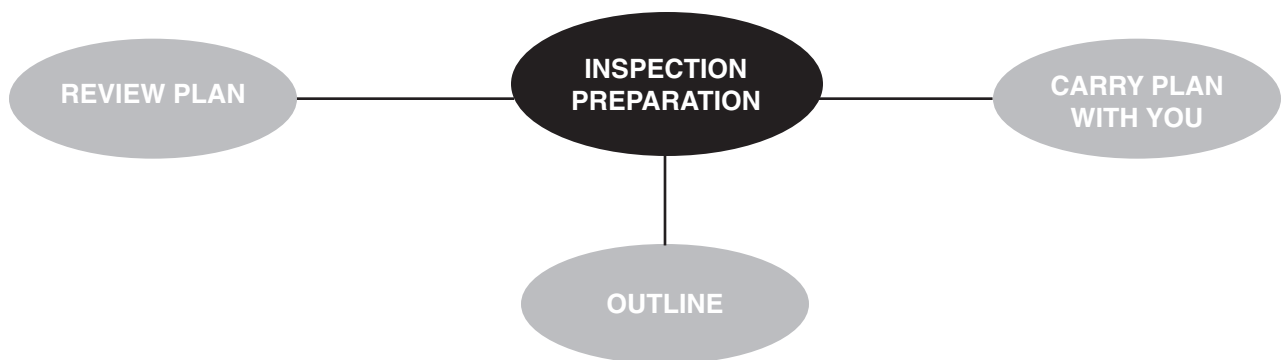 REVIEW PLAN
INSPECTION
PREPARATION
CARRY PLAN
WITH YOU
OUTLINE